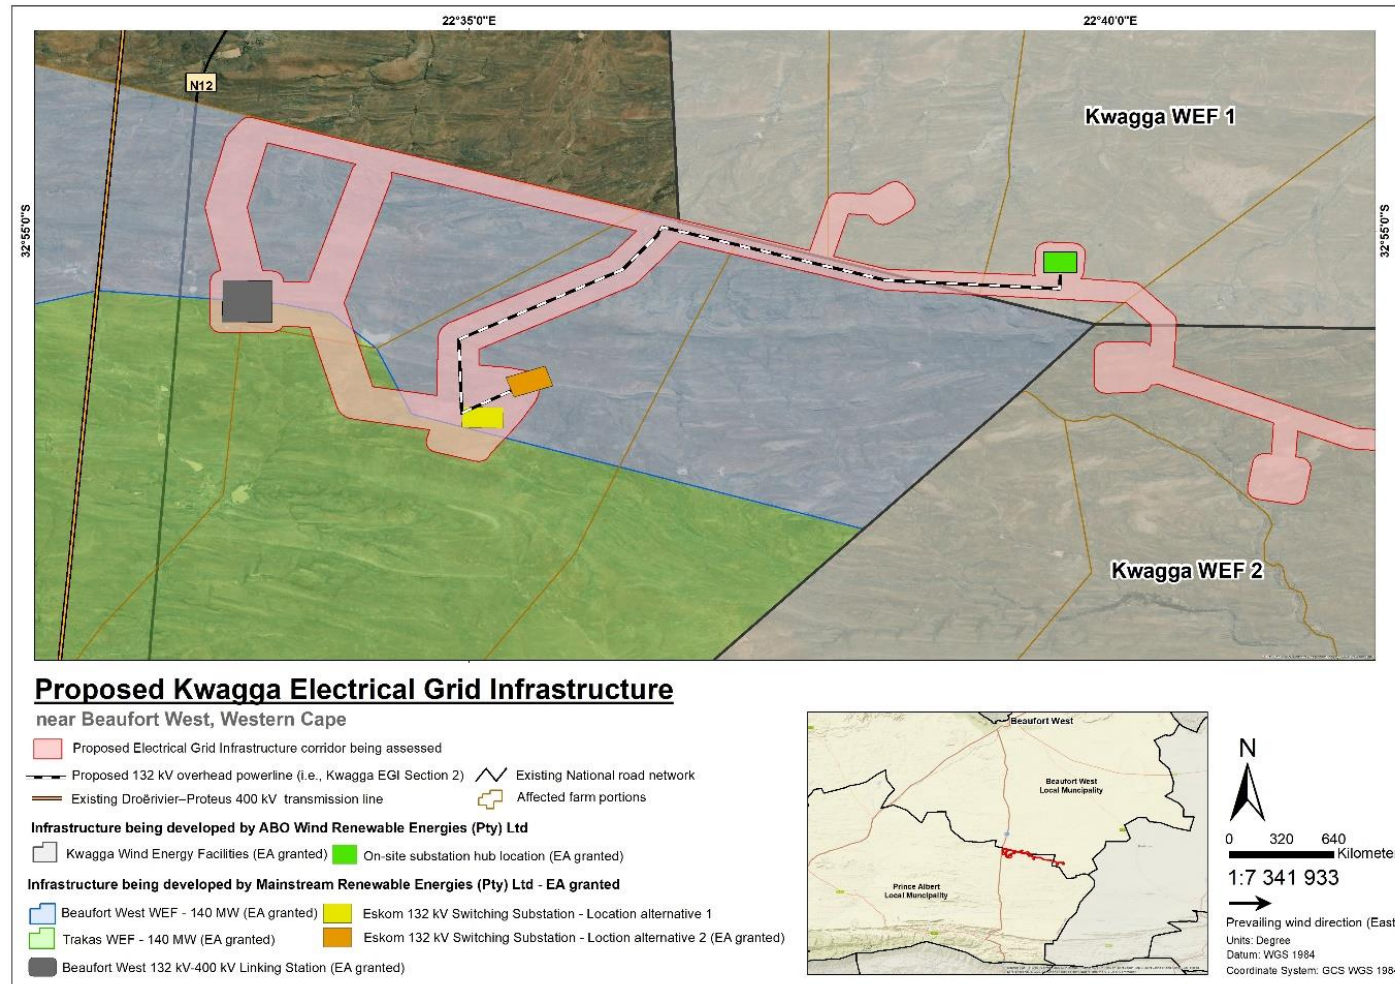 22°35'0"E
22°40'0"E
N12
Kwagga WEF 1
32°55'0"S
32°55'0"S
Kwagga WEF 2
Proposed Kwagga Electrical Grid Infrastructure
near Beaufort West, Western Cape
Proposed Electrical Grid Infrastructure corridor being assessed
Proposed 132 kV overhead powerline (i.e., Kwagga EGI Section 2)
Existing National road network
Existing Droërivier–Proteus 400 kV transmission line
Affected farm portions
Infrastructure being developed by ABO Wind Renewable Energies (Pty) Ltd
Kwagga Wind Energy Facilities (EA granted)
On-site substation hub location (EA granted)
Infrastructure being developed by Mainstream Renewable Energies (Pty) Ltd - EA granted
Beaufort West WEF - 140 MW (EA granted)
Eskom 132 kV Switching Substation - Location alternative 1
Trakas WEF - 140 MW (EA granted)
Eskom 132 kV Switching Substation - Loction alternative 2 (EA granted)
Beaufort West 132 kV-400 kV Linking Station (EA granted)
Beaufort West
Beaufort West
Local Muncipality
Prince Albert
Local Muncipality
N
0 320 640
Kilomete
1:7 341 933
Prevailing wind direction (East
Units: Degree
Datum: WGS 1984
Coordinate System: GCS WGS 1984